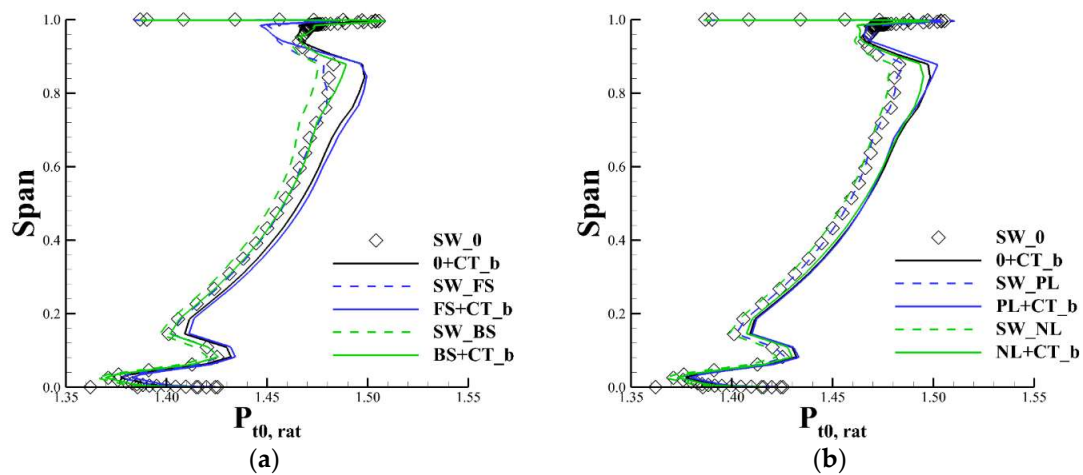 1.0
0.8
0.6
0.4
0.2
0.0
Span
SW_0
0+CT_b
SW_FS
FS+CT_b
SW_BS
BS+CT_b
1.35 1.40 1.45 1.50 1.55
P t0, rat
(a)
1.0
0.8
0.6
0.4
0.2
0.0
Span
SW_0
0+CT_b
SW_PL
PL+CT_b
SW_NL
NL+CT_b
1.35 1.40 1.45 1.50 1.55
P t0, rat
(b)